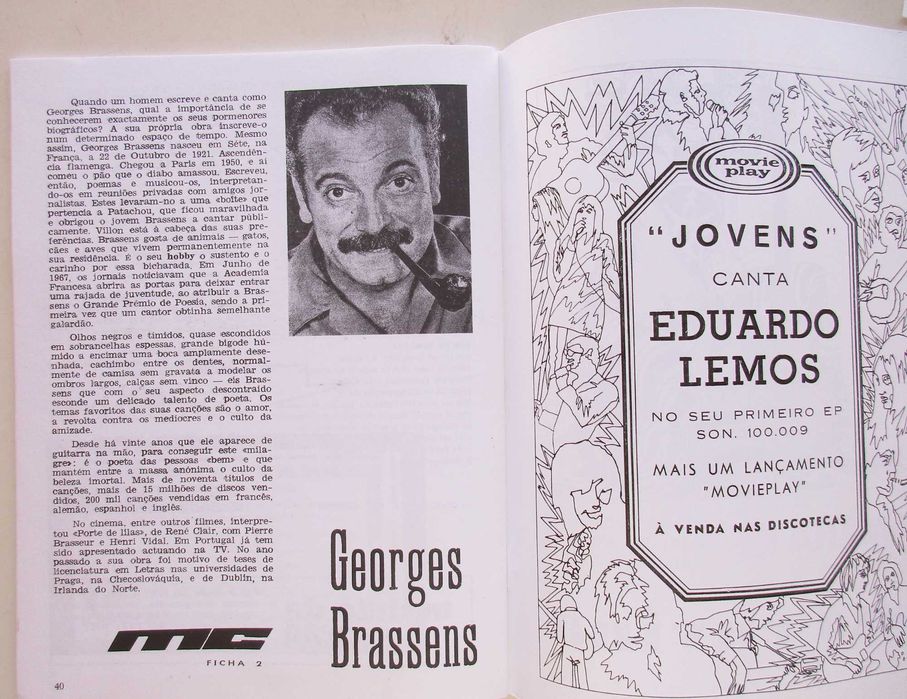 Quando um homem escreve e canta como
Georges Brassens, qual a importância de se
conhecerem exactamente os seus pormenores
biográficos? A sua própria obra inscreve-o
num determinado espaço de tempo. Mesmo
assim, Georges Brassens nasceu em Séte, na
França, a 22 de Outubro de 1921. Ascendên-
cia flamenga. Chegou a Paris em 1950, e aí
comeu o pão que o diabo amassou. Escreveu,
então, poemas e musicou-os, interpretan-
do-os em reuniões privadas com amigos jor-
nalistas. Estes levaram-no a uma «boîte» que
pertencia a Patachou, que ficou maravilhada
e obrigou o jovem Brassens a cantar públi-
camente. Villon está à cabeça das suas pre-
ferências. Brassens gosta de animais — gatos,
cães e aves que vivem permanentemente na
sua residência. É o seu hobby o sustento e o
carinho por essa bicharada. Em Junho de
1967, os jornais noticiavam que a Academia
Francesa abrira as portas para deixar entrar
uma rajada de juventude, ao atribuir a Bras-
sens o Grande Prémio de Poesia, sendo a pri-
meira vez que um cantor obtinha semelhante
galardão.
Olhos negros e tímidos, quase escondidos
em sobrancelhas espessas, grande bigode hú-
mido a encimar uma boca amplamente dese-
nhada, cachimbo entre os dentes, normal-
mente de camisa sem gravata a modelar os
ombros largos, calças sem vinco — eis Bras-
sens que com o seu aspecto descontraído
esconde um delicado talento de poeta. Os
temas favoritos das suas canções são o amor,
a revolta contra os medíocres e o culto da
amizade.
Desde há vinte anos que ele aparece de
guitarra na mão, para conseguir este «mila-
gre»: é o poeta das pessoas «bem» e que
mantém entre a massa anónima o culto da
beleza imortal. Mais de noventa títulos de
canções, mais de 15 milhões de discos ven-
didos, 200 mil canções vendidas em francês,
alemão, espanhol e inglês.
No cinema, entre outros filmes, interpre-
tou «Porte de lilas», de René Clair, com Pierre
Brasseur e Henri Vidal. Em Portugal já tem
sido apresentado actuando na TV. No ano
passado a sua obra foi motivo de teses de
licenciatura em Letras nas universidades de
Praga, na Checoslováquia, e de Dublin, na
Irlanda do Norte.
mc
FICHA 2
40
Georges
Brassens
movie
play
"JOVENS"
CANTA
EDUARDO
LEMOS
NO SEU PRIMEIRO EP
SON. 100.009
MAIS UM LANÇAMENTO
"MOVIEPLAY"
À VENDA NAS DISCOTECAS